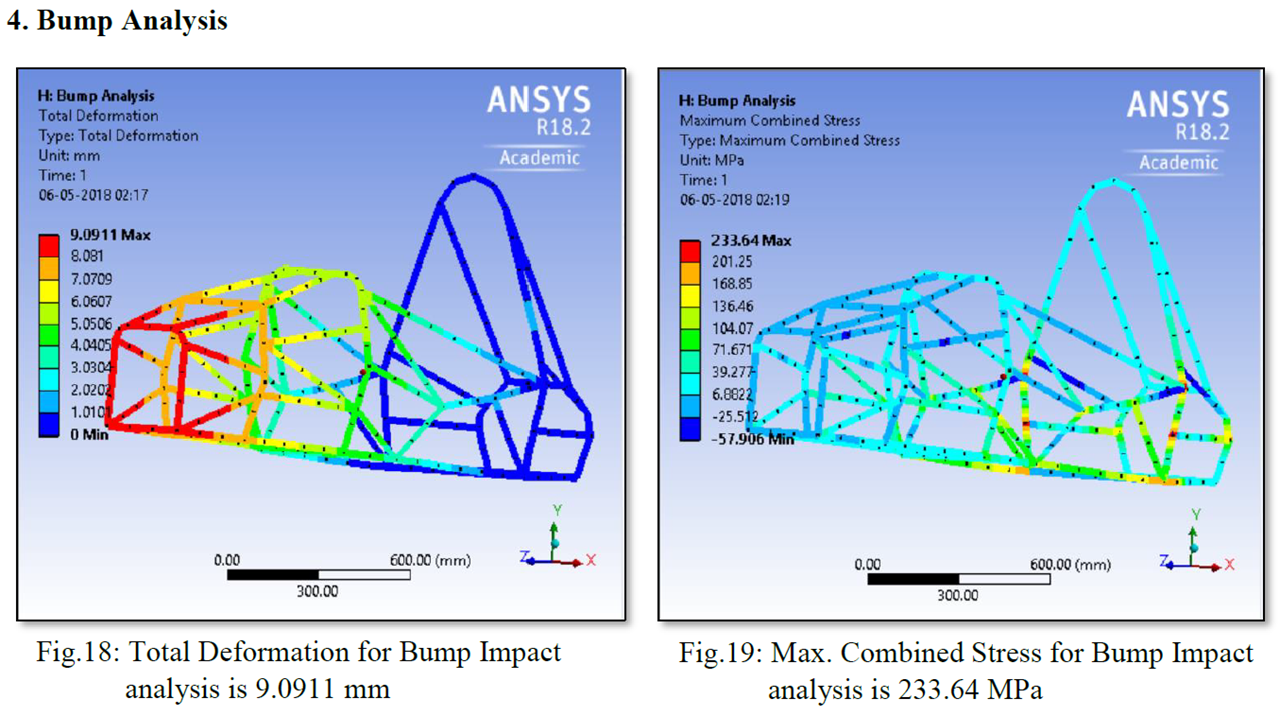 4. Bump Analysis
H: Bump Analysis
Total Deformation
Type: Total Deformation
Unit: mm
Time: 1
06-05-2018 02:17
ANSYS
R18.2
Academic
9.0911 Max
8.081
7.0709
6.0607
5.0506
4.0405
3.0304
2.0202
1.0101
0 Min
Y
Z
X
0.00
600.00 (mm)
300.00
H: Bump Analysis
Maximum Combined Stress
Type: Maximum Combined Stress
Unit: MPa
Time: 1
06-05-2018 02:19
ANSYS
R18.2
Academic
233.64 Max
201.25
168.85
136.46
104.07
71.671
39.277
6.8822
-25.512
-57.906 Min
Y
Z
X
0.00
600.00 (mm)
300.00
Fig.18: Total Deformation for Bump Impact
analysis is 9.0911 mm
Fig.19: Max. Combined Stress for Bump Impact
analysis is 233.64 MPa